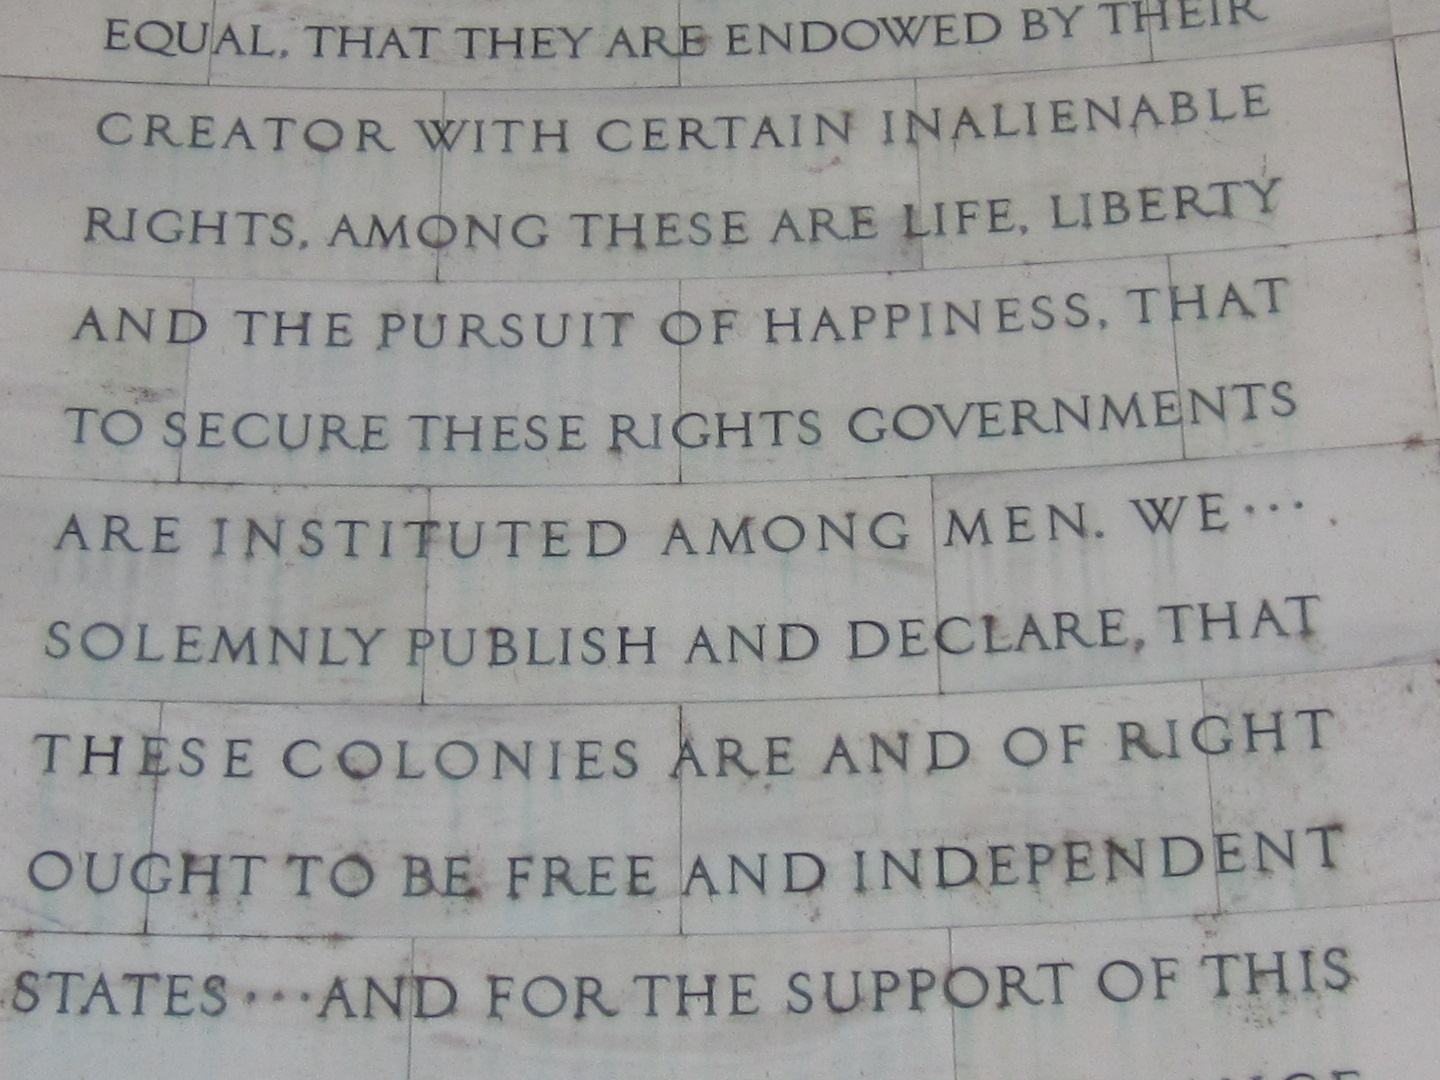 EQUAL, THAT THEY ARE ENDOWED BY THEIR
CREATOR WITH CERTAIN INALIENABLE
RIGHTS, AMONG THESE ARE LIFE, LIBERTY
AND THE PURSUIT OF HAPPINESS, THAT
TO SECURE THESE RIGHTS GOVERNMENTS
ARE INSTITUTED AMONG MEN. WE···
SOLEMNLY PUBLISH AND DECLARE, THAT
THESE COLONIES ARE AND OF RIGHT
OUGHT TO BE FREE AND INDEPENDENT
STATES···AND FOR THE SUPPORT OF THIS